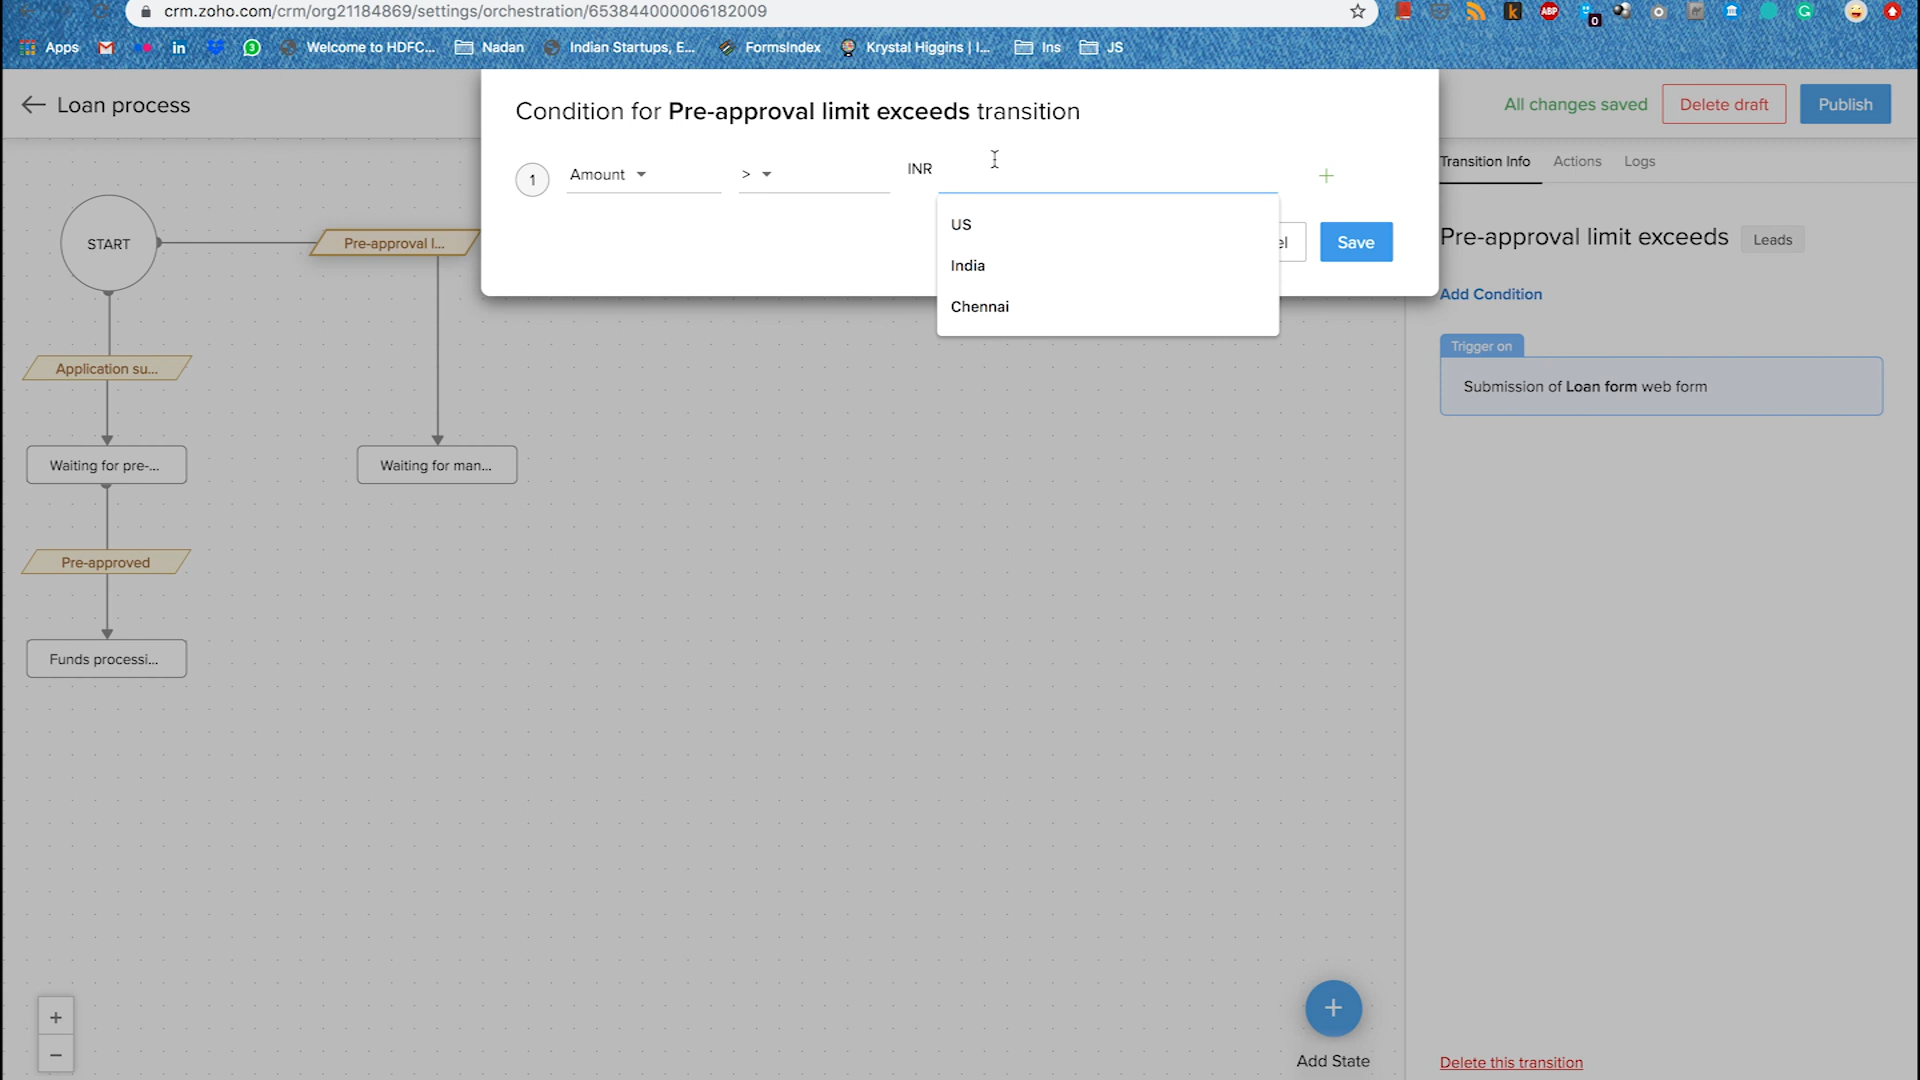 crm.zoho.com/crm/org21184869/settings/orchestration/653844000006182009
ABP
0
Apps
3
Welcome to HDFC...
Nadan
Indian Startups, E...
FormsIndex
Krystal Higgins | I...
Ins
JS
Loan process
Condition for Pre-approval limit exceeds transition
All changes saved
Delete draft
Publish
1
Amount
>
INR
+
Transition Info
Actions
Logs
US
India
Chennai
el
Save
START
Pre-approval l...
Pre-approval limit exceeds
Leads
Add Condition
Trigger on
Submission of Loan form web form
Application su...
Waiting for pre-...
Waiting for man...
Pre-approved
Funds processi...
+
−
+
Add State
Delete this transition